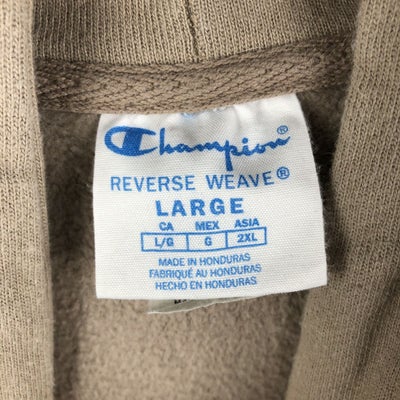 Champion®
REVERSE WEAVE®
LARGE
CA MEX ASIA
L/G G 2XL
MADE IN HONDURAS
FABRIQUÉ AU HONDURAS
HECHO EN HONDURAS